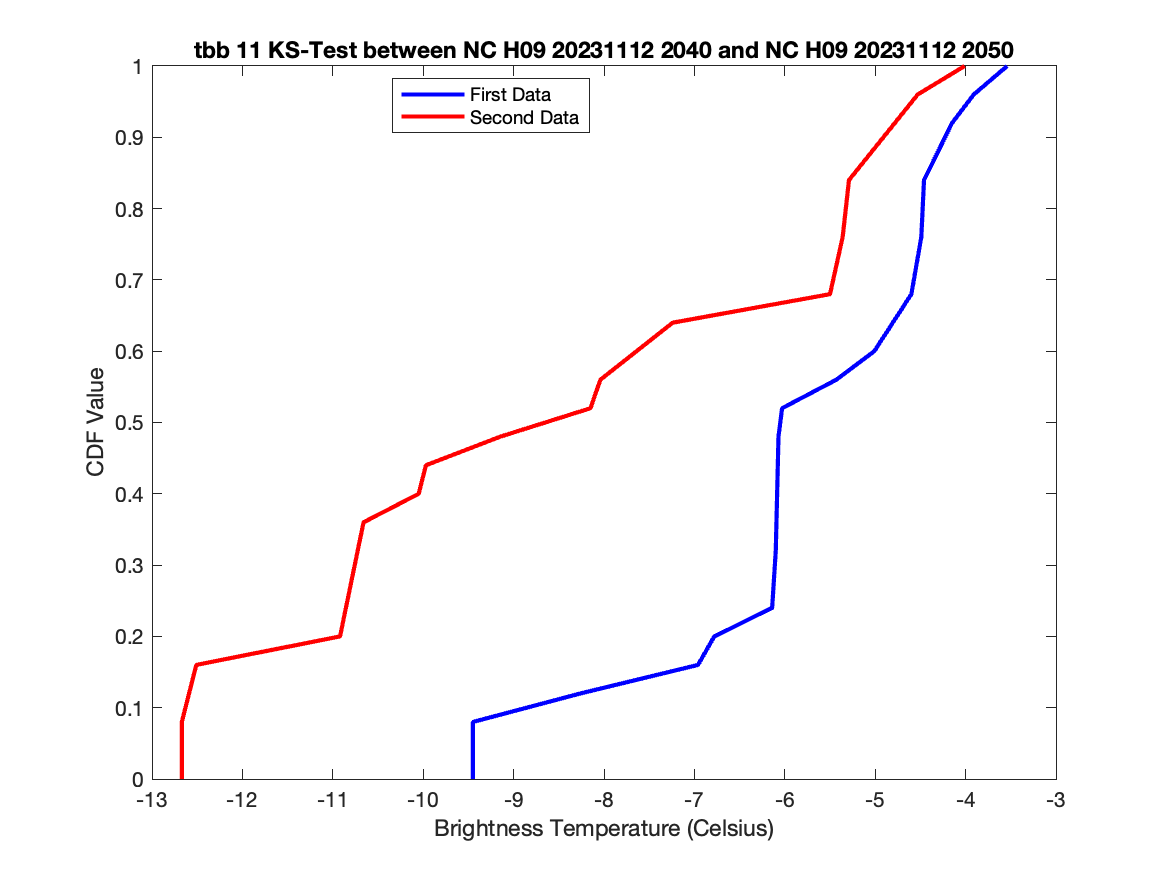 tbb 11 KS-Test between NC H09 20231112 2040 and NC H09 20231112 2050
First Data
Second Data
CDF Value
1
0.9
0.8
0.7
0.6
0.5
0.4
0.3
0.2
0.1
0
-13 -12 -11 -10 -9 -8 -7 -6 -5 -4 -3
Brightness Temperature (Celsius)